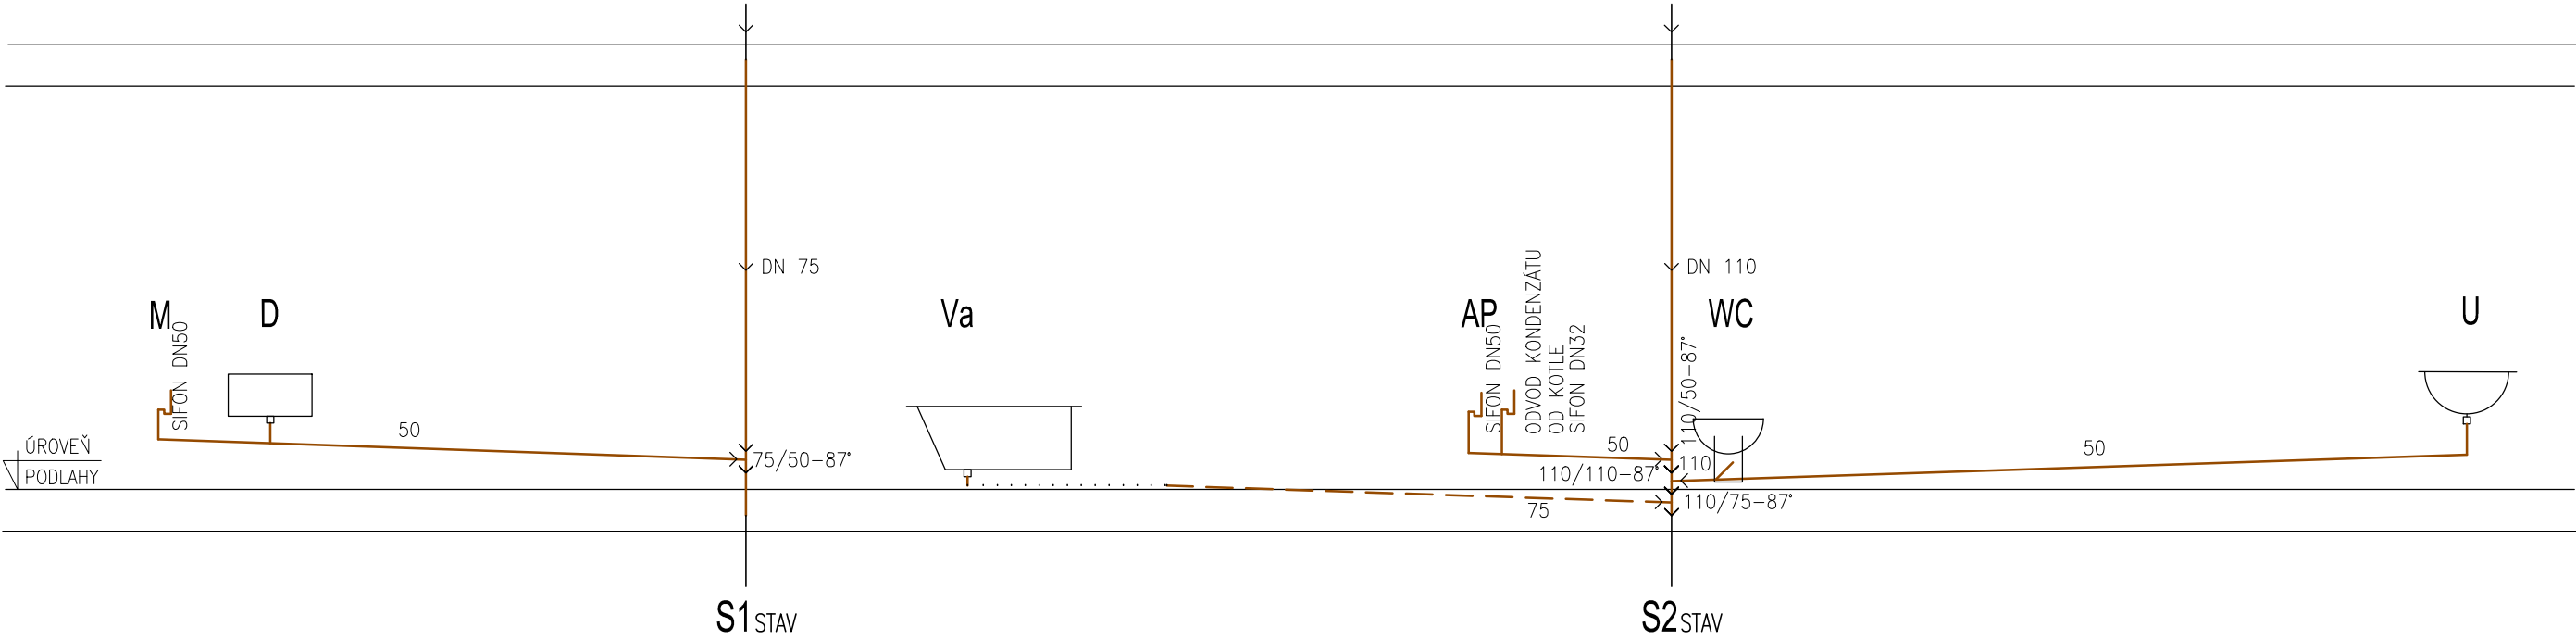 DN 75
DN 110
M
SIFON DN50
D
Va
AP
SIFON DN50
ODVOD KONDENZÁTU
OD KOTLE
SIFON DN32
110/50-87°
WC
U
50
50
50
ÚROVEŇ
PODLAHY
75/50-87°
110/110-87°
110
75
110/75-87°
S1 STAV
S2 STAV